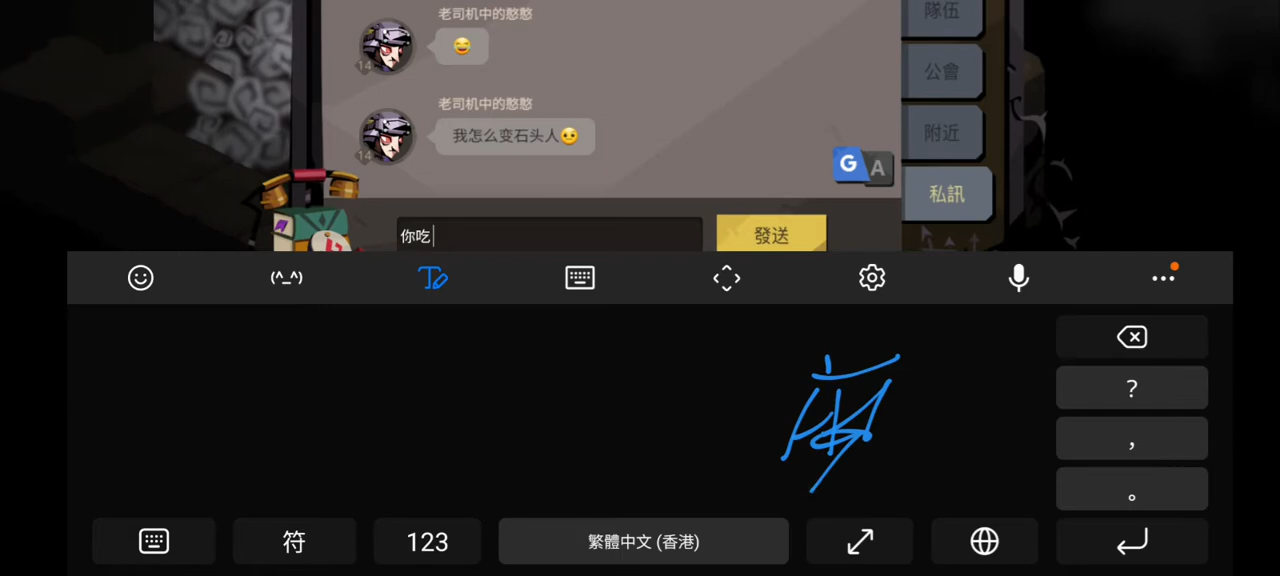 老司机中的憨憨
14
😄
老司机中的憨憨
14
我怎么变石头人😉
隊伍
公會
附近
私訊
G A
你吃
發送
(^_^)
?
,
。
符
123
繁體中文 (香港)